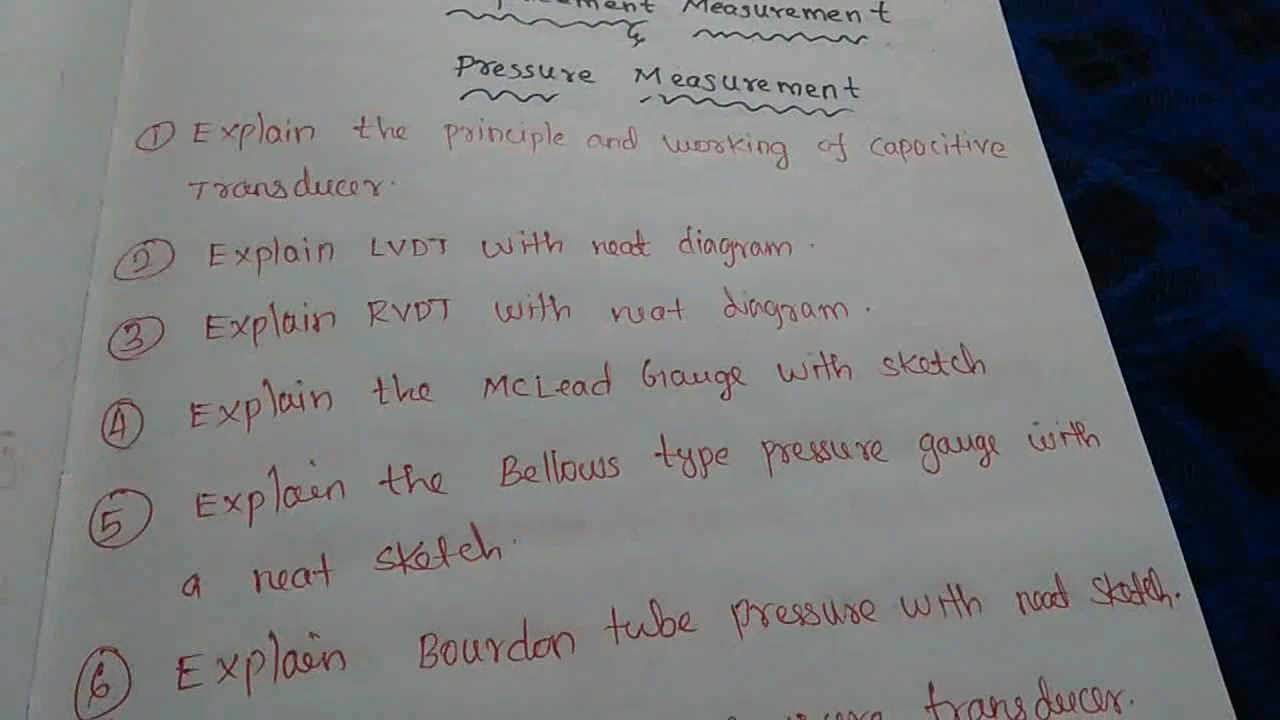 Measurement
Pressure Measurement
① Explain the principle and working of capacitive
Transducer.
② Explain LVDT with neat diagram.
③ Explain RVDT with neat diagram.
④ Explain the McLead Gauge with sketch
⑤ Explain the Bellows type pressure gauge with
a neat sketch.
⑥ Explain Bourdon tube pressure with neat sketch.
transducer.